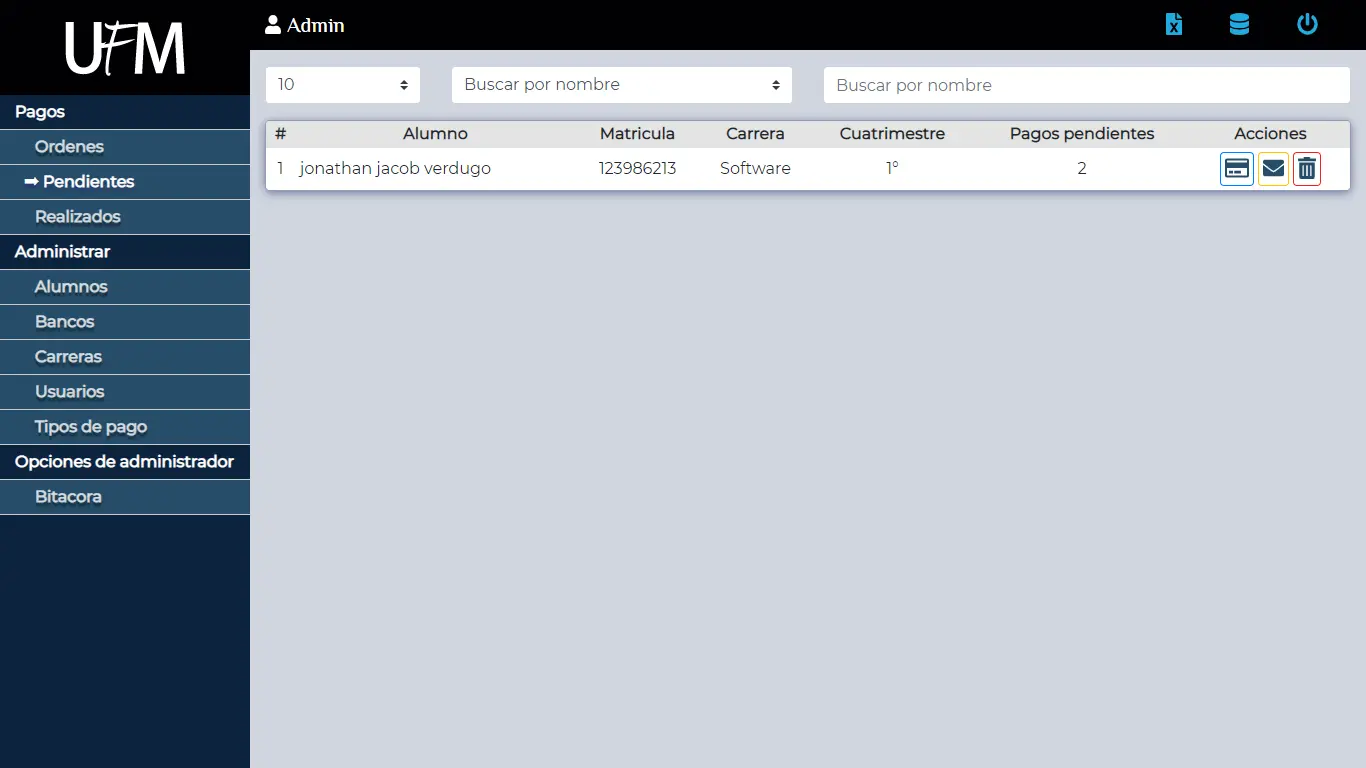 UFM
Admin
Pagos
Ordenes
➡ Pendientes
Realizados
Administrar
Alumnos
Bancos
Carreras
Usuarios
Tipos de pago
Opciones de administrador
Bitacora
10
Buscar por nombre
Buscar por nombre
# Alumno Matricula Carrera Cuatrimestre Pagos pendientes Acciones
1 jonathan jacob verdugo 123986213 Software 1° 2